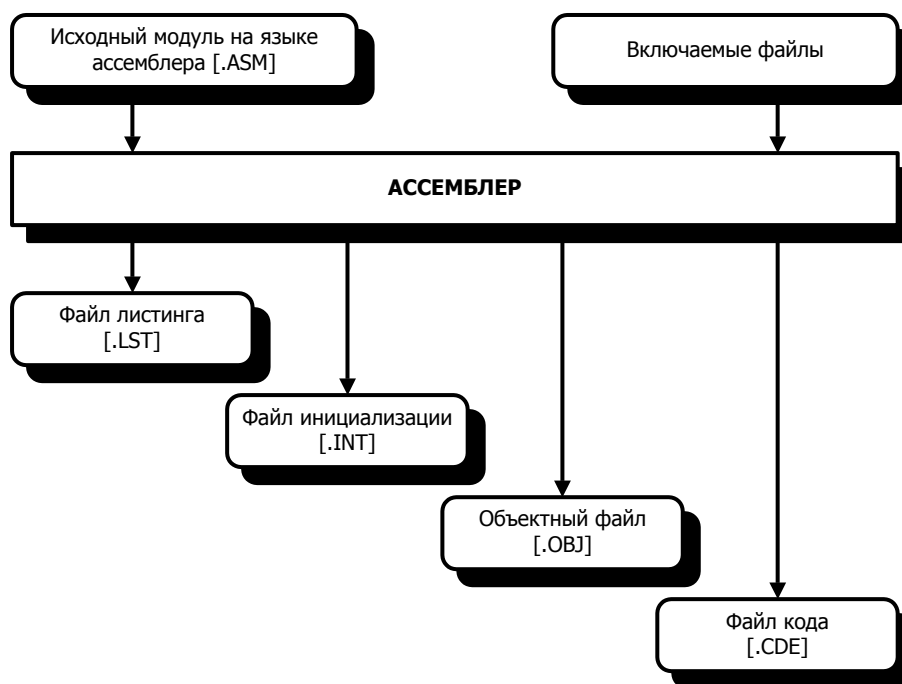 Исходный модуль на языке
ассемблера [.ASM]
Включаемые файлы
АССЕМБЛЕР
Файл листинга
[.LST]
Файл инициализации
[.INT]
Объектный файл
[.OBJ]
Файл кода
[.CDE]